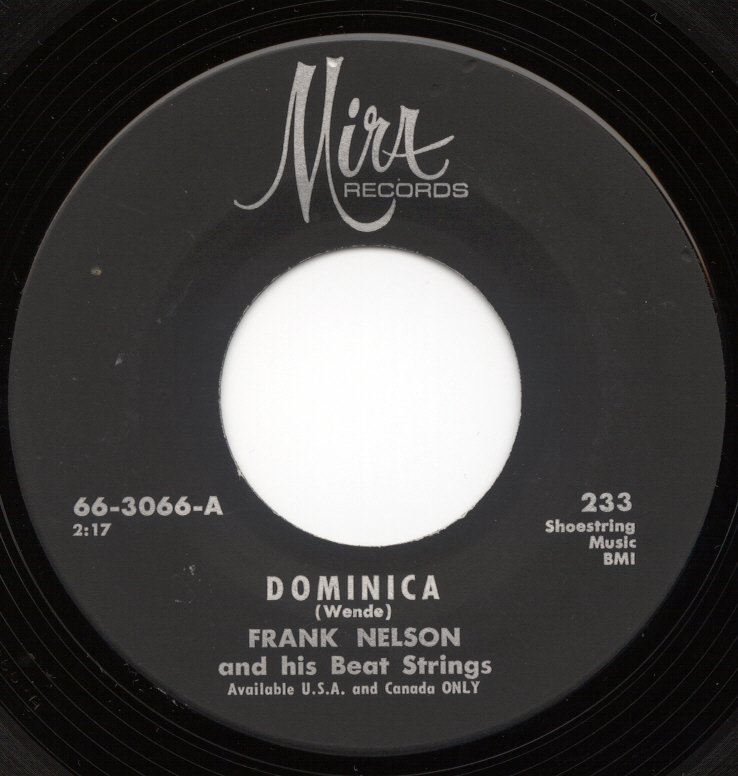 Mira
RECORDS
66-3066-A
2:17
233
Shoestring
Music
BMI
DOMINICA
(Wende)
FRANK NELSON
and his Beat Strings
Available U.S.A. and Canada ONLY